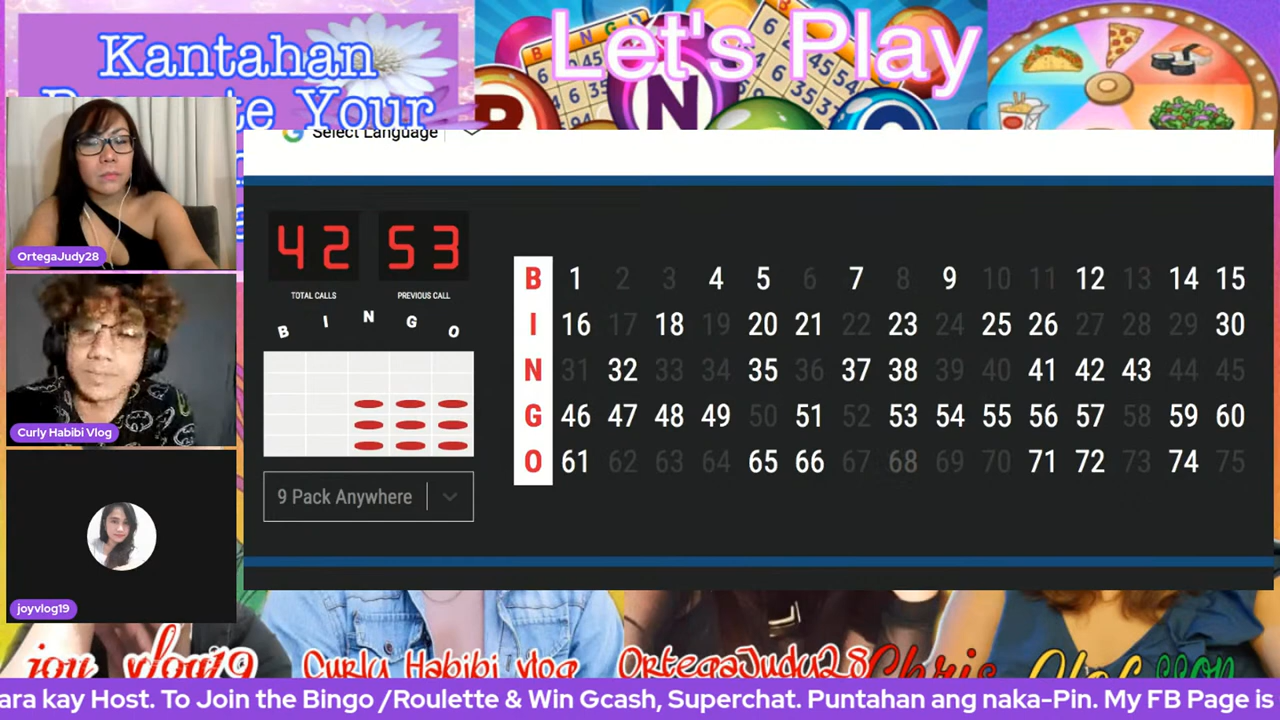 Kantahan
te Your
Let's Play
B I N G O
N
Select Language
OrtegaJudy28
Curly Habibi Vlog
joyvlog19
42 53
TOTAL CALLS PREVIOUS CALL
B I N G O
9 Pack Anywhere
B 1 2 3 4 5 6 7 8 9 10 11 12 13 14 15
I 16 17 18 19 20 21 22 23 24 25 26 27 28 29 30
N 31 32 33 34 35 36 37 38 39 40 41 42 43 44 45
G 46 47 48 49 50 51 52 53 54 55 56 57 58 59 60
O 61 62 63 64 65 66 67 68 69 70 71 72 73 74 75
joy vlog19 Curly Habibi vlog OrtegaJudy28 Chris
ara kay Host. To Join the Bingo /Roulette & Win Gcash, Superchat. Puntahan ang naka-Pin. My FB Page is